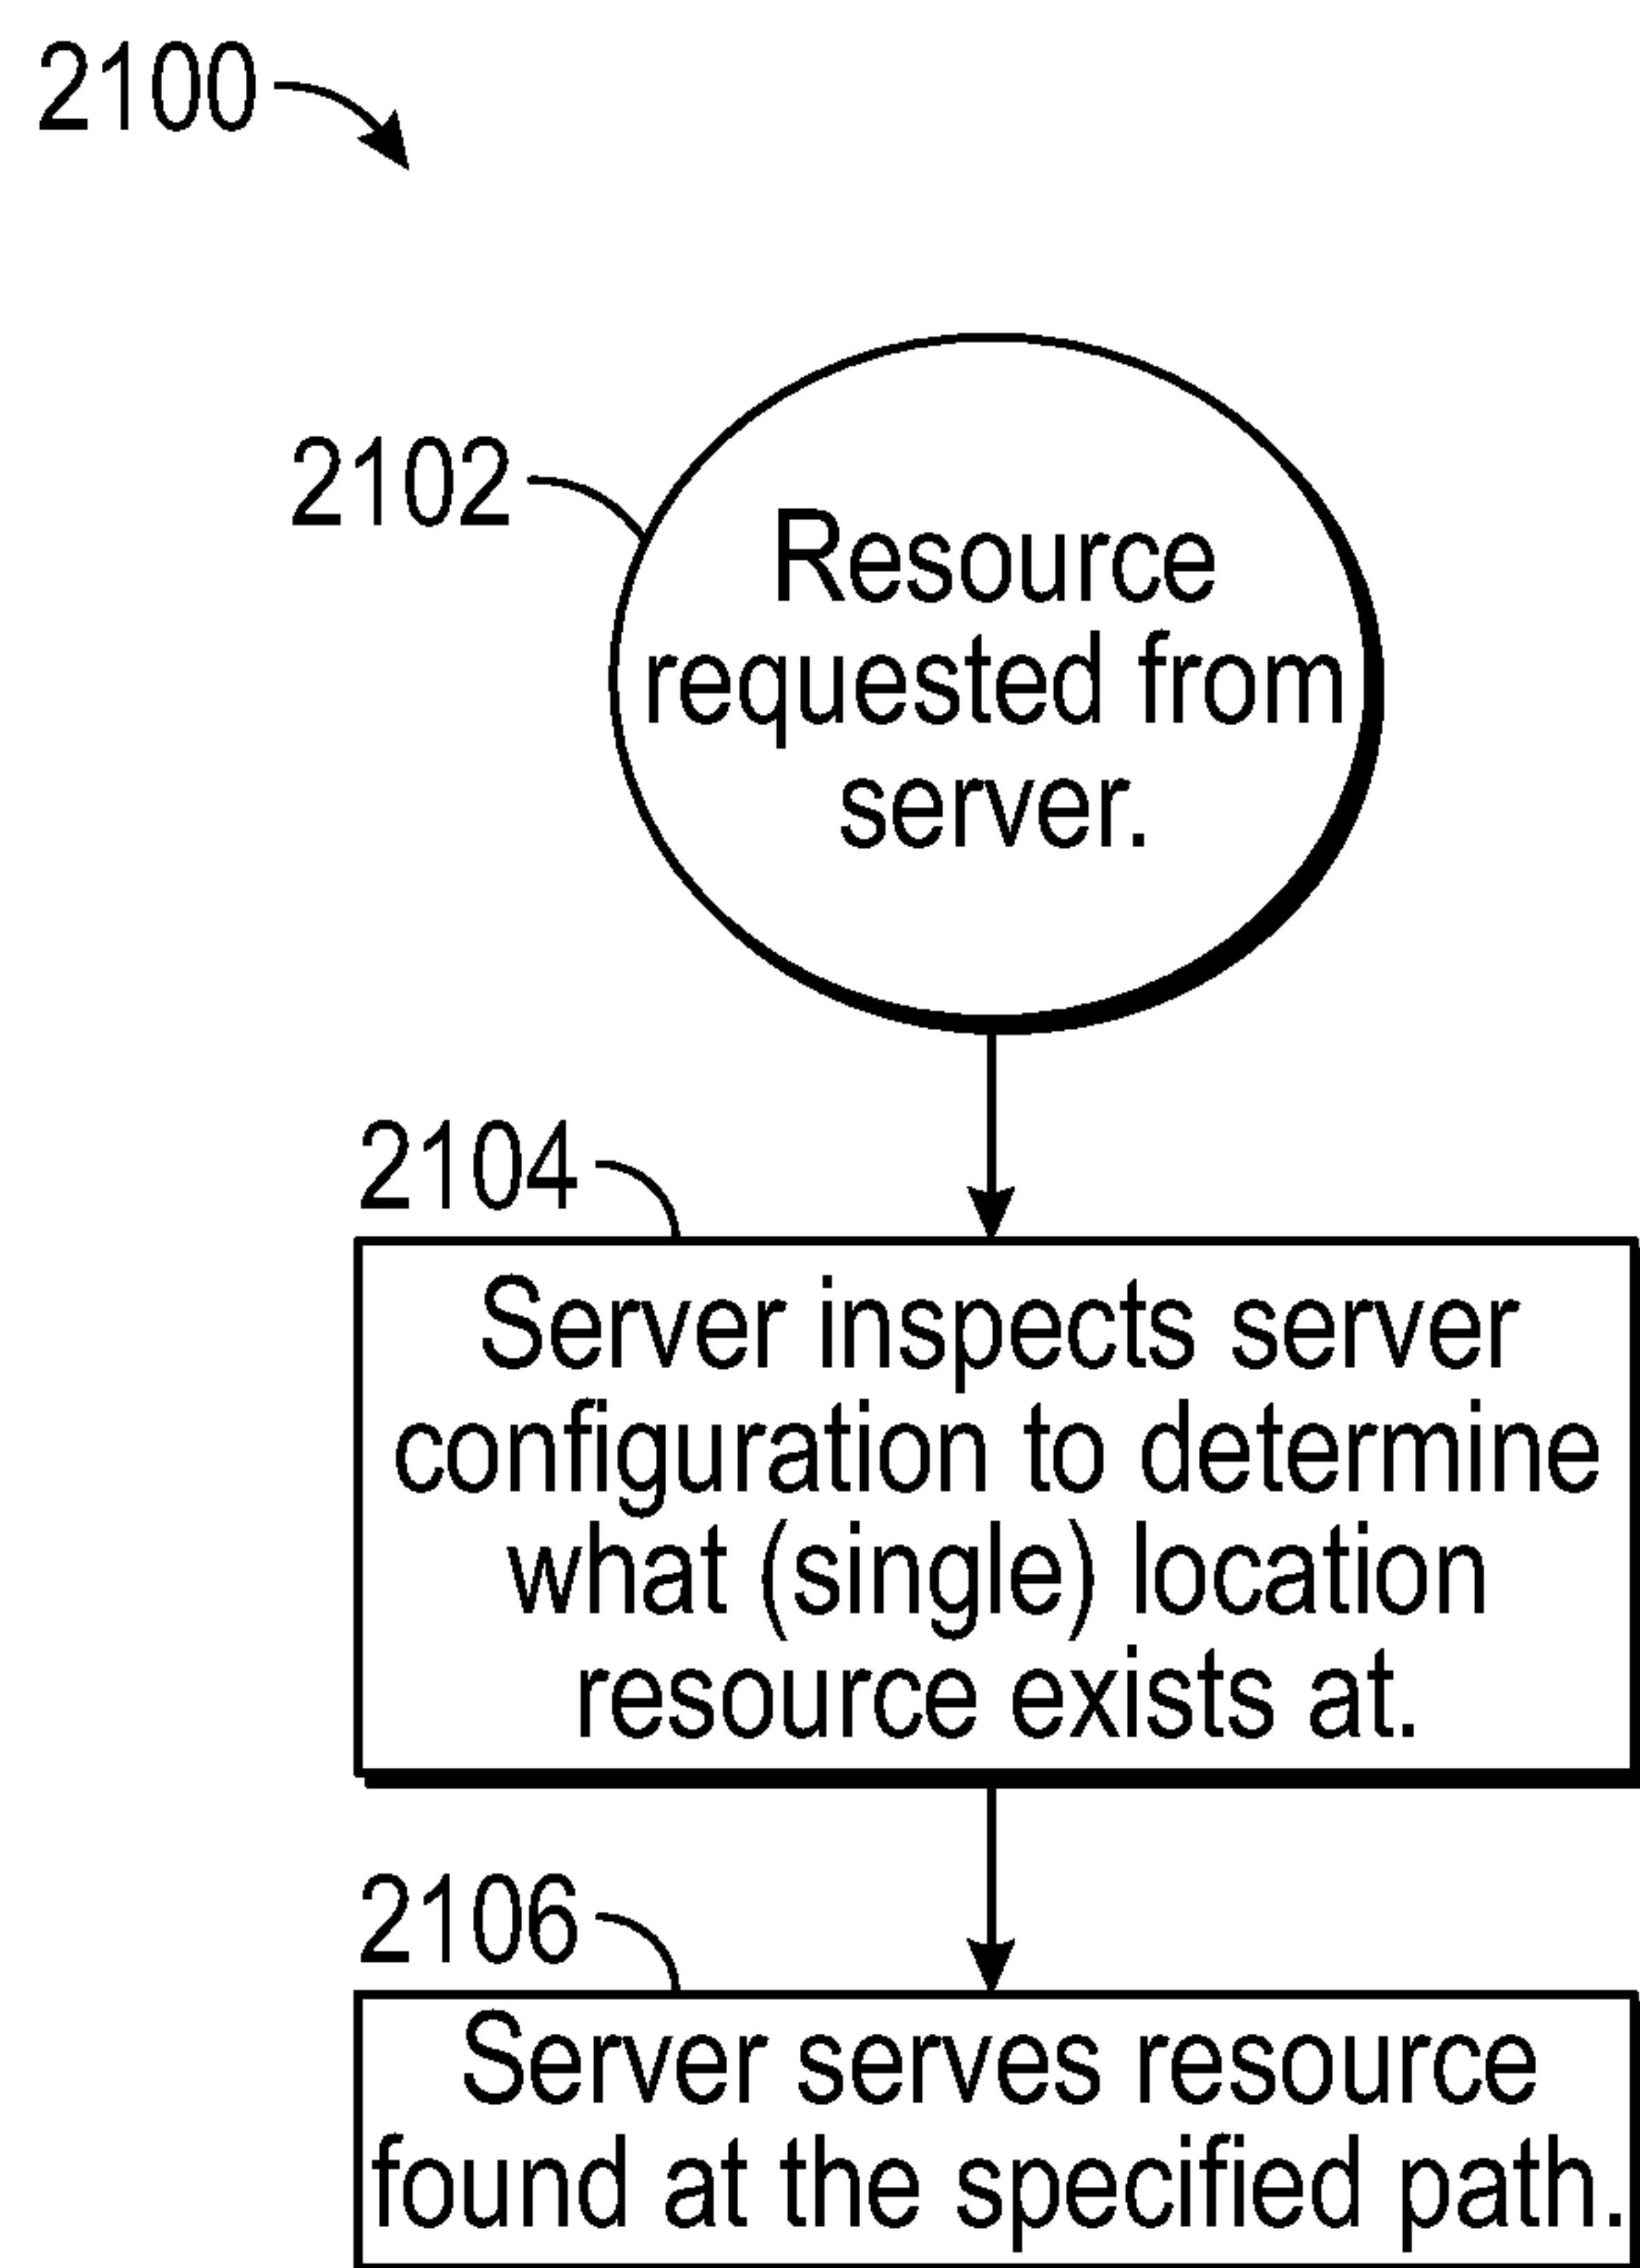 2100
2102
Resource
requested from
server.
2104
Server inspects server
configuration to determine
what (single) location
resource exists at.
2106
Server serves resource
found at the specified path.